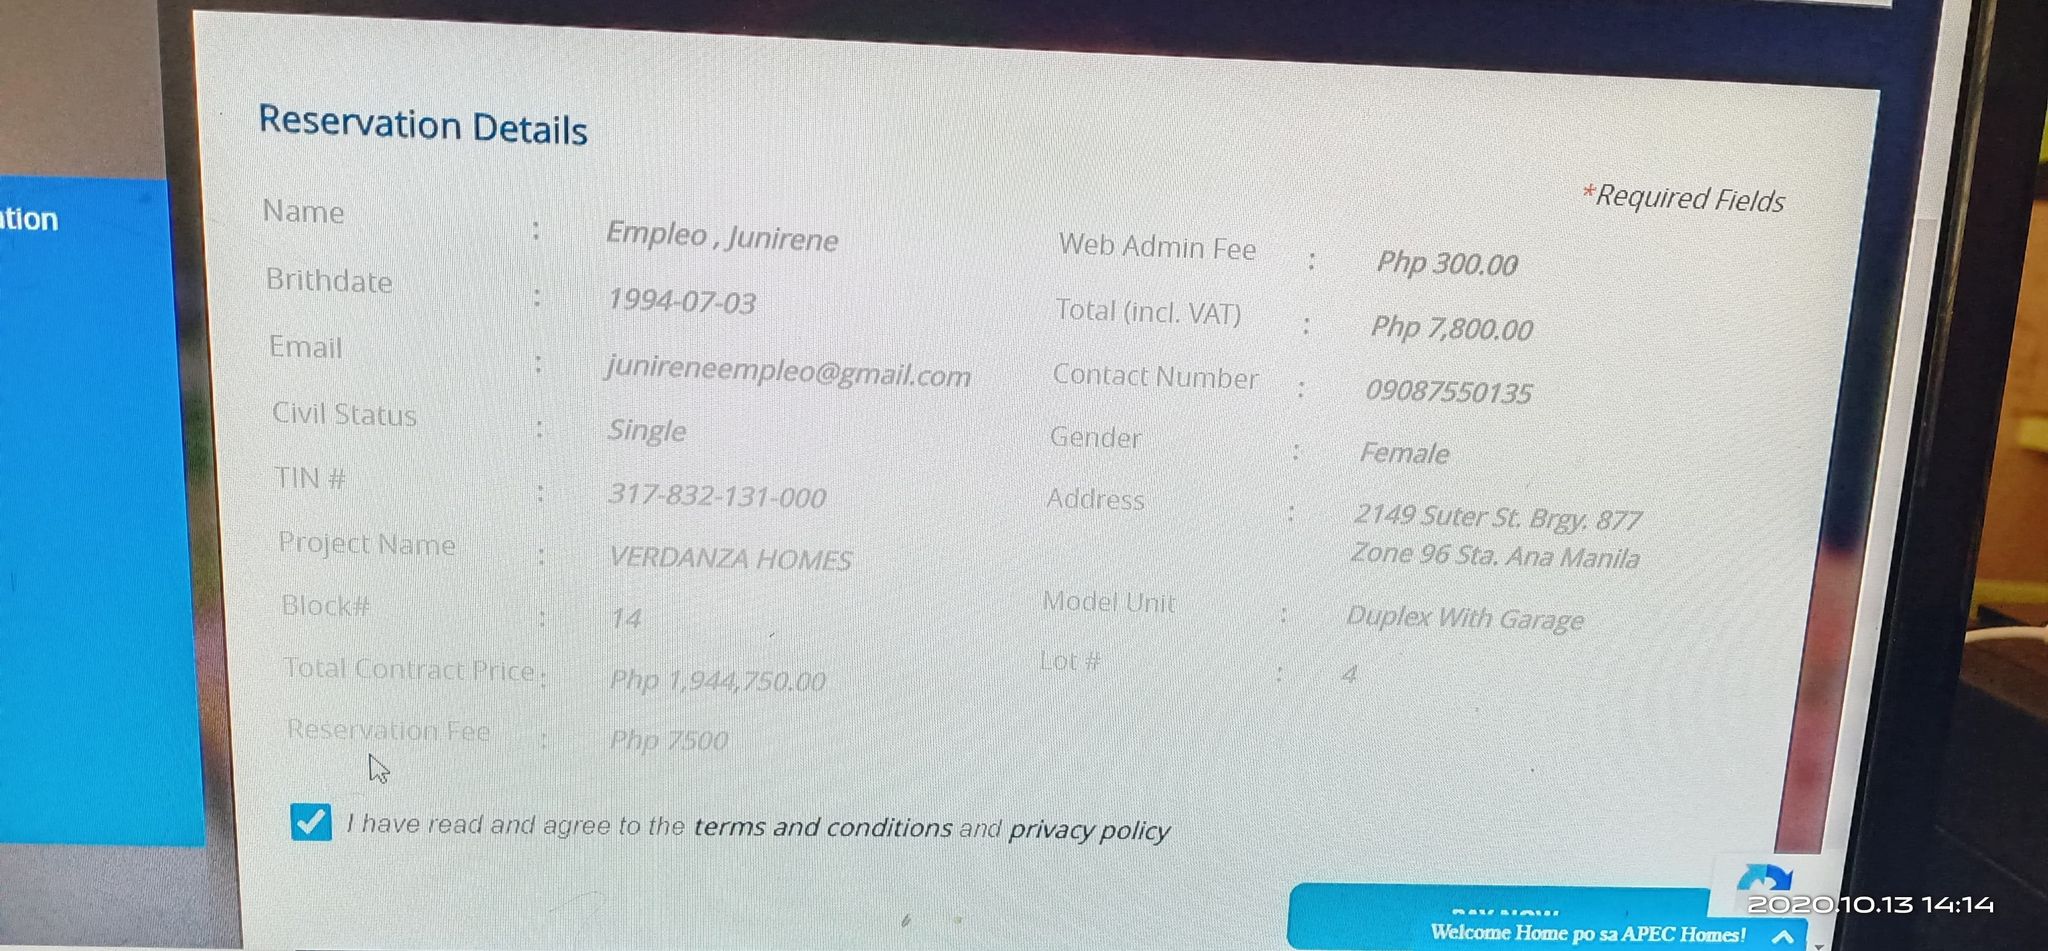 ation
Reservation Details
*Required Fields
Name : Empleo , Junirene
Brithdate : 1994-07-03
Email : junireneempleo@gmail.com
Civil Status : Single
TIN # : 317-832-131-000
Project Name : VERDANZA HOMES
Block# : 14
Total Contract Price : Php 1,944,750.00
Reservation Fee : Php 7500
Web Admin Fee : Php 300.00
Total (incl. VAT) : Php 7,800.00
Contact Number : 09087550135
Gender : Female
Address : 2149 Suter St. Brgy. 877
Zone 96 Sta. Ana Manila
Model Unit : Duplex With Garage
Lot # : 4
I have read and agree to the terms and conditions and privacy policy
PAY NOW
Welcome Home po sa APEC Homes!
2020.10.13 14:14